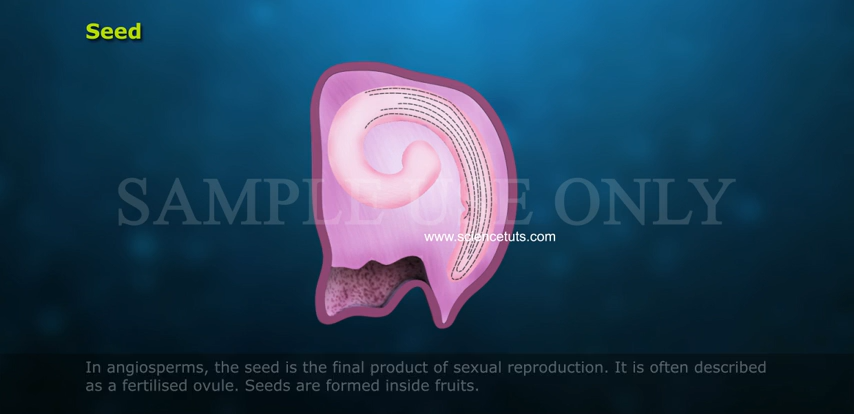 Seed
SAMPLE USE ONLY
www.sciencetuts.com
In angiosperms, the seed is the final product of sexual reproduction. It is often described
as a fertilised ovule. Seeds are formed inside fruits.